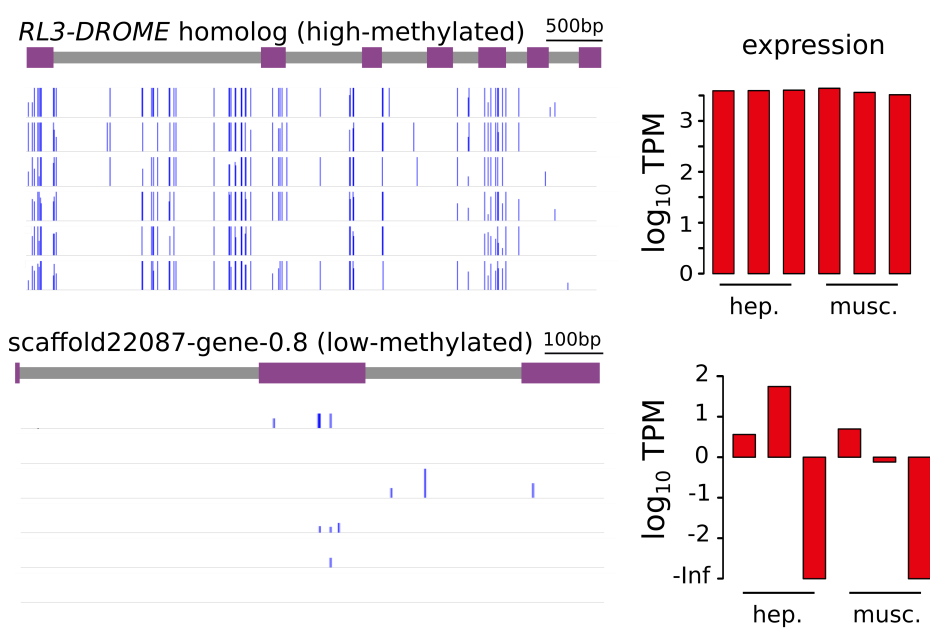 RL3-DROME homolog (high-methylated)
500bp
expression
log10 TPM
3
2
1
0
hep.
musc.
scaffold22087-gene-0.8 (low-methylated)
100bp
log10 TPM
2
1
0
-1
-2
-Inf
hep.
musc.